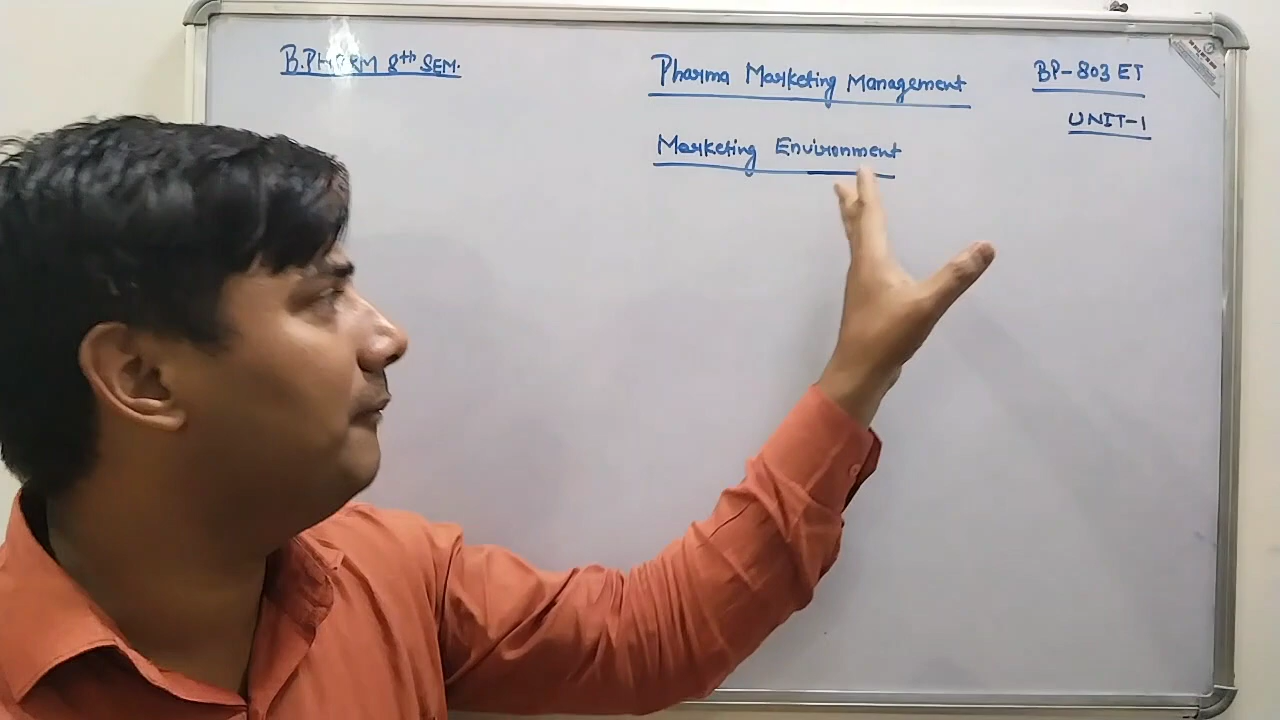 B.PHARM 8th SEM.
Pharma Marketing Management
BP-803 ET
UNIT-1
Marketing Environment